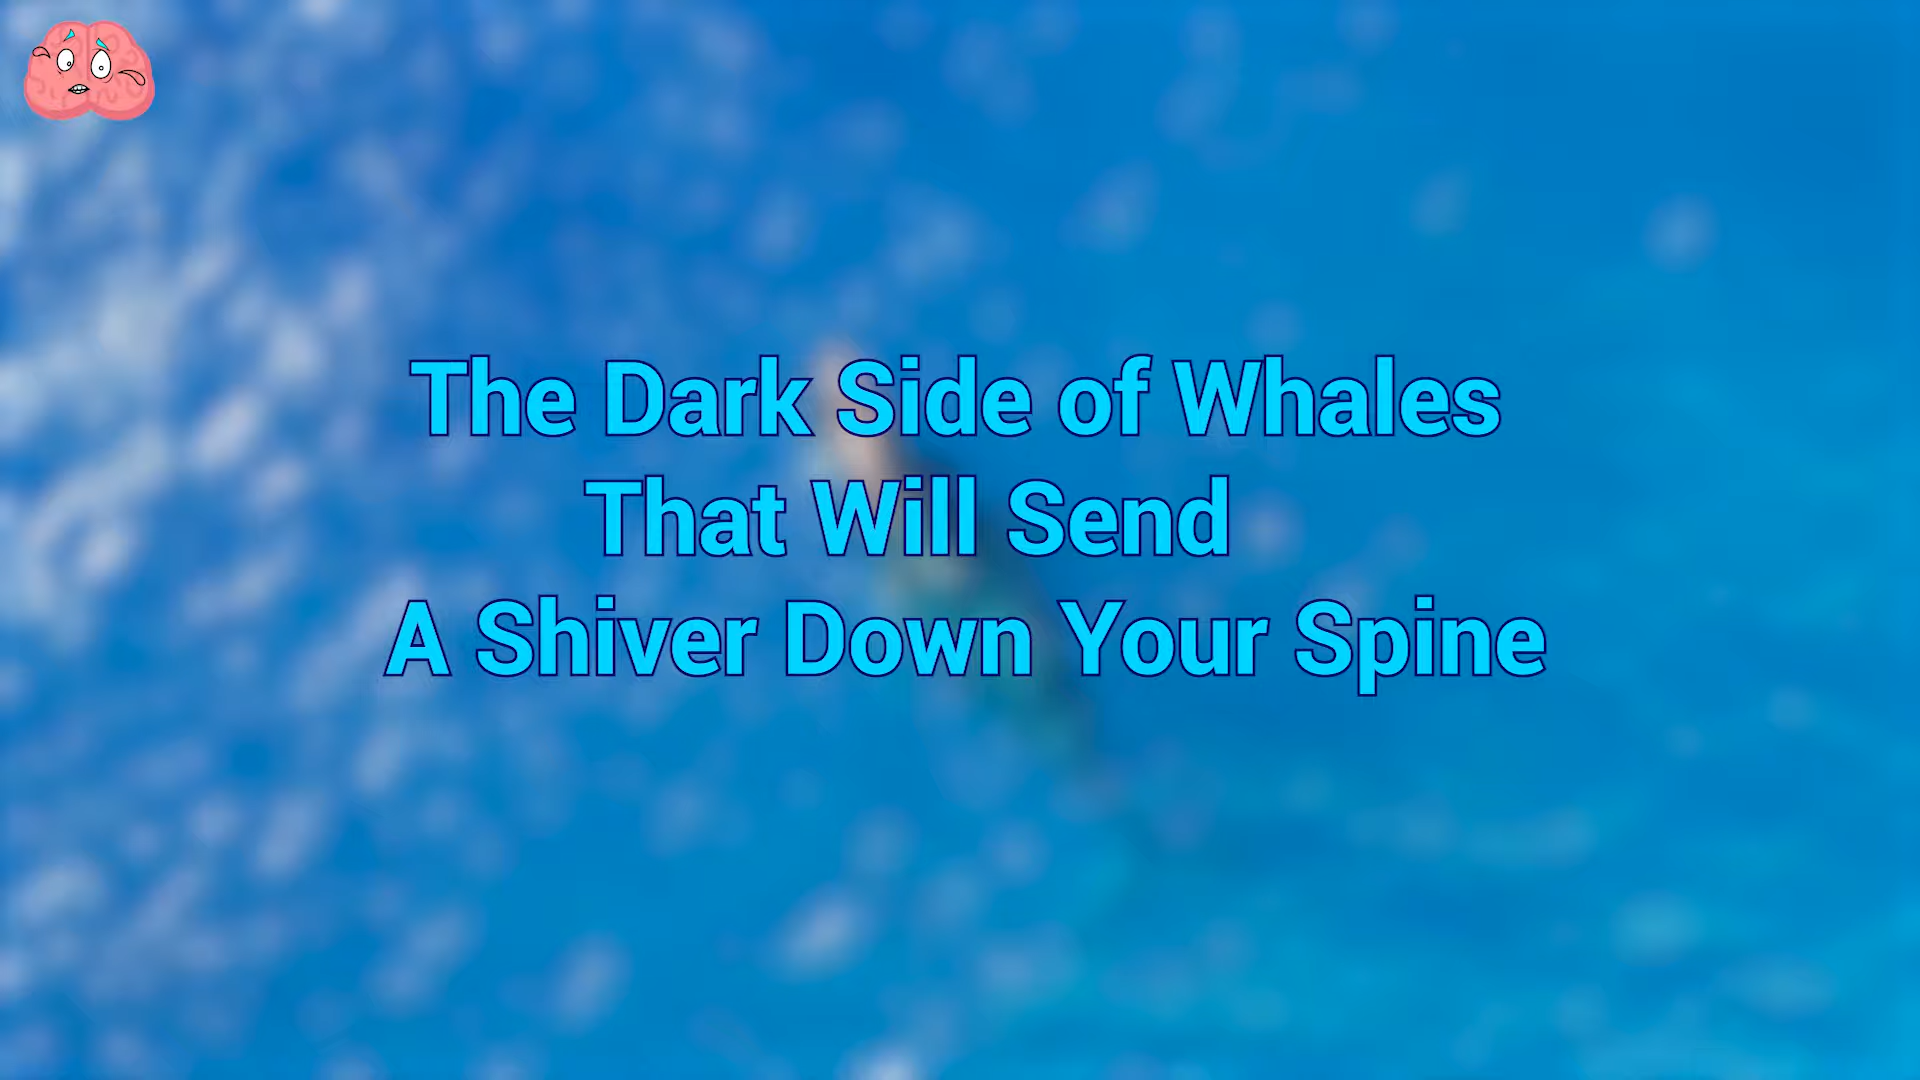 The Dark Side of Whales
That Will Send
A Shiver Down Your Spine